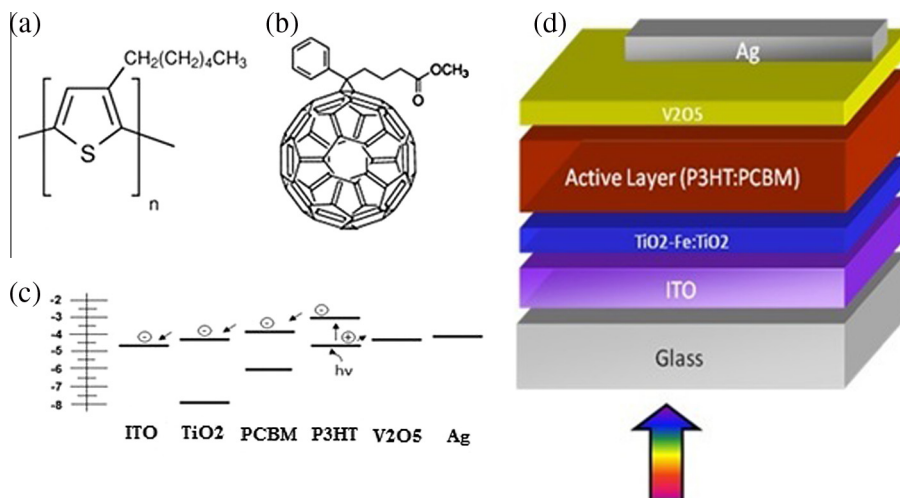 (a)
CH₂(CH₂)₄CH₃
S
n
(b)
OCH₃
O
(c)
-2
-3
-4
-5
-6
-7
-8
hν
ITO TiO2 PCBM P3HT V2O5 Ag
(d)
Ag
V2O5
Active Layer (P3HT:PCBM)
TiO2-Fe:TiO2
ITO
Glass